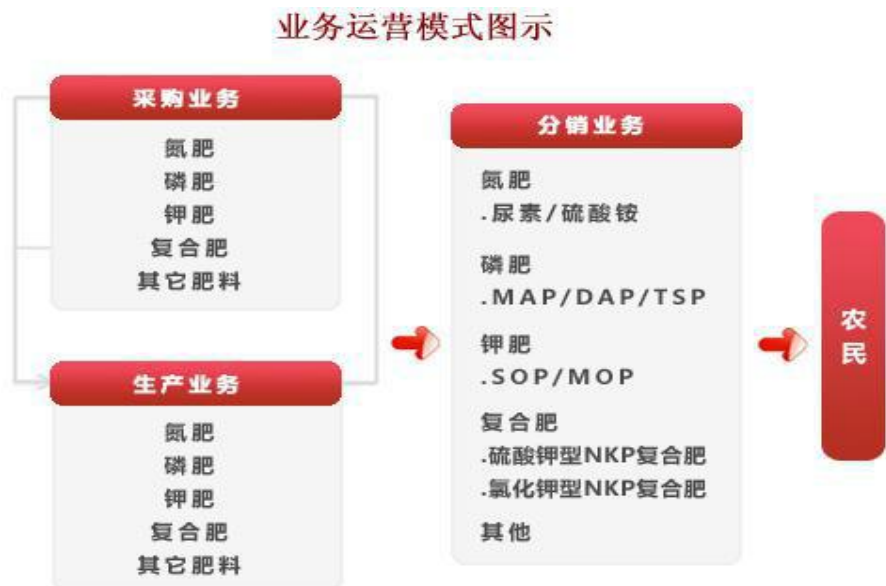 业务运营模式图示
采购业务
氮肥
磷肥
钾肥
复合肥
其它肥料
生产业务
氮肥
磷肥
钾肥
复合肥
其它肥料
分销业务
氮肥
.尿素/硫酸铵
磷肥
.MAP/DAP/TSP
钾肥
.SOP/MOP
复合肥
.硫酸钾型NKP复合肥
.氯化钾型NKP复合肥
其他
农
民